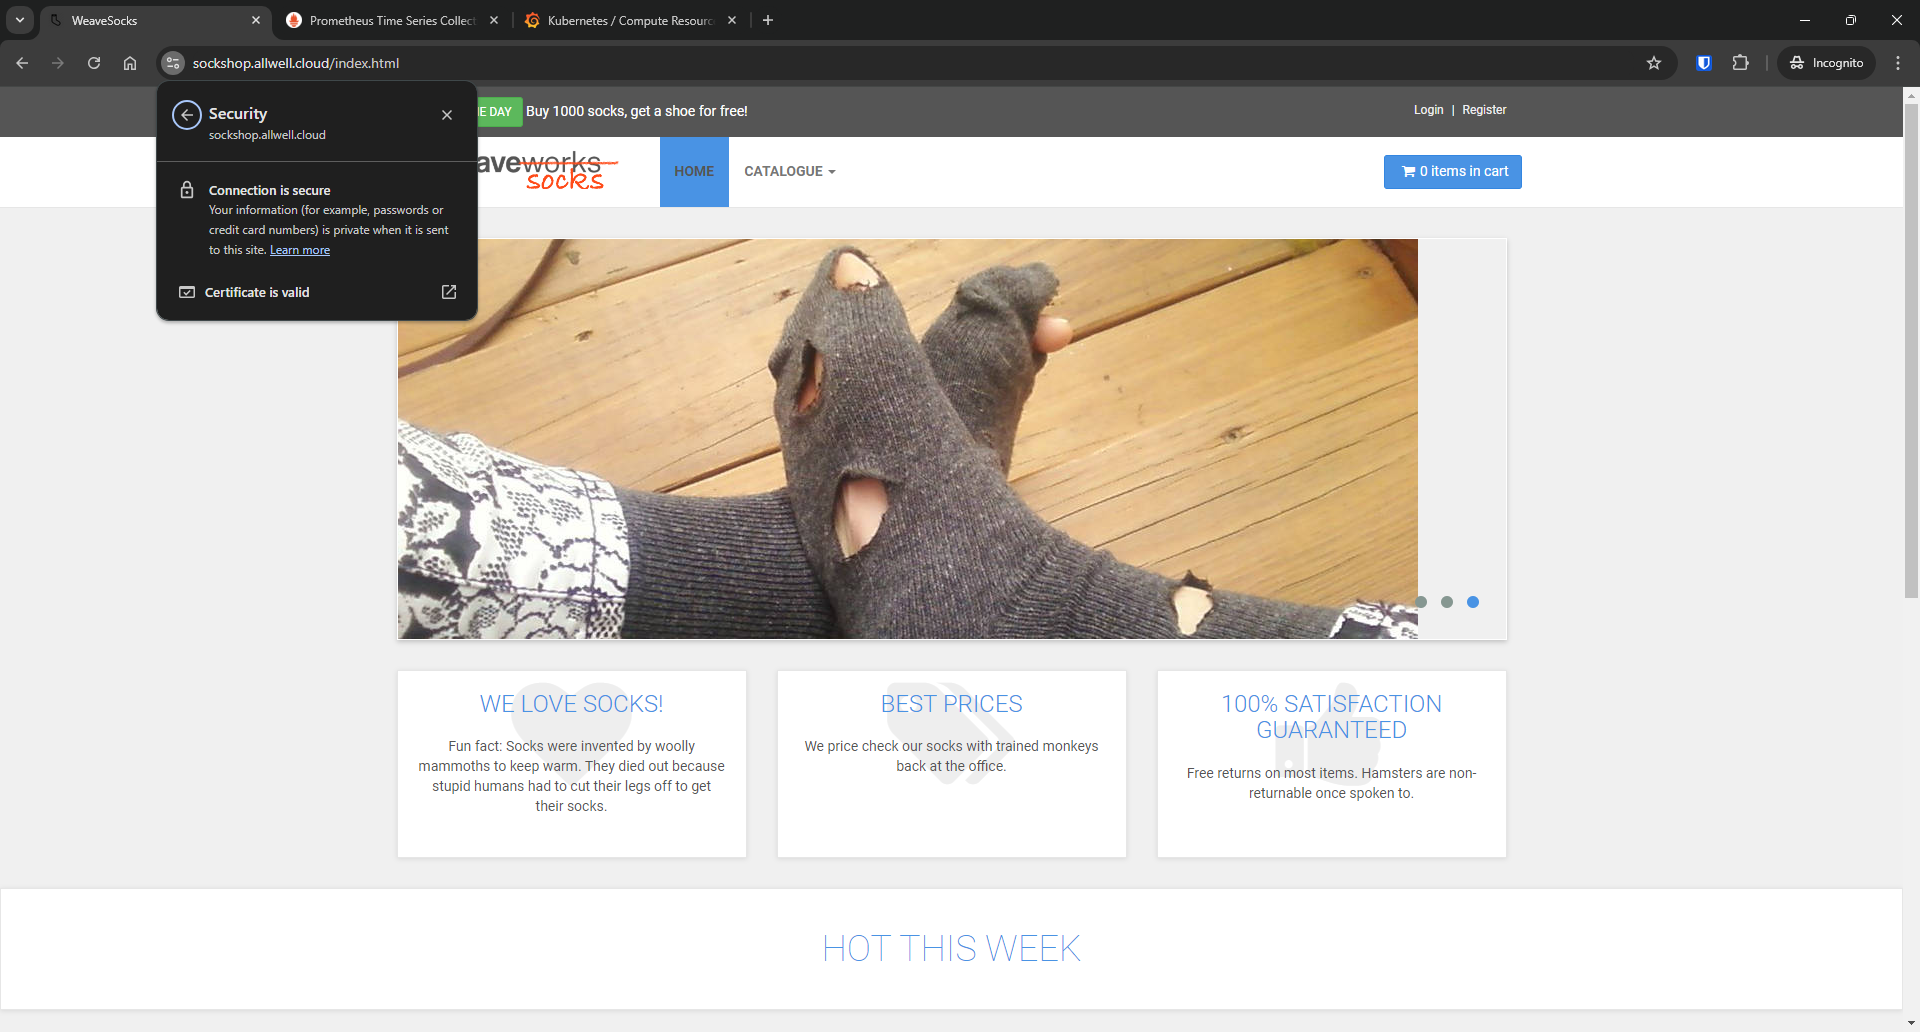 WeaveSocks
Prometheus Time Series Collect
Kubernetes / Compute Resourc
sockshop.allwell.cloud/index.html
Incognito
Security
sockshop.allwell.cloud
Connection is secure
Your information (for example, passwords or
credit card numbers) is private when it is sent
to this site. Learn more
Certificate is valid
E DAY Buy 1000 socks, get a shoe for free!
Login | Register
aveworks
socks
HOME
CATALOGUE
0 items in cart
WE LOVE SOCKS!
Fun fact: Socks were invented by woolly
mammoths to keep warm. They died out because
stupid humans had to cut their legs off to get
their socks.
BEST PRICES
We price check our socks with trained monkeys
back at the office.
100% SATISFACTION
GUARANTEED
Free returns on most items. Hamsters are non-
returnable once spoken to.
HOT THIS WEEK